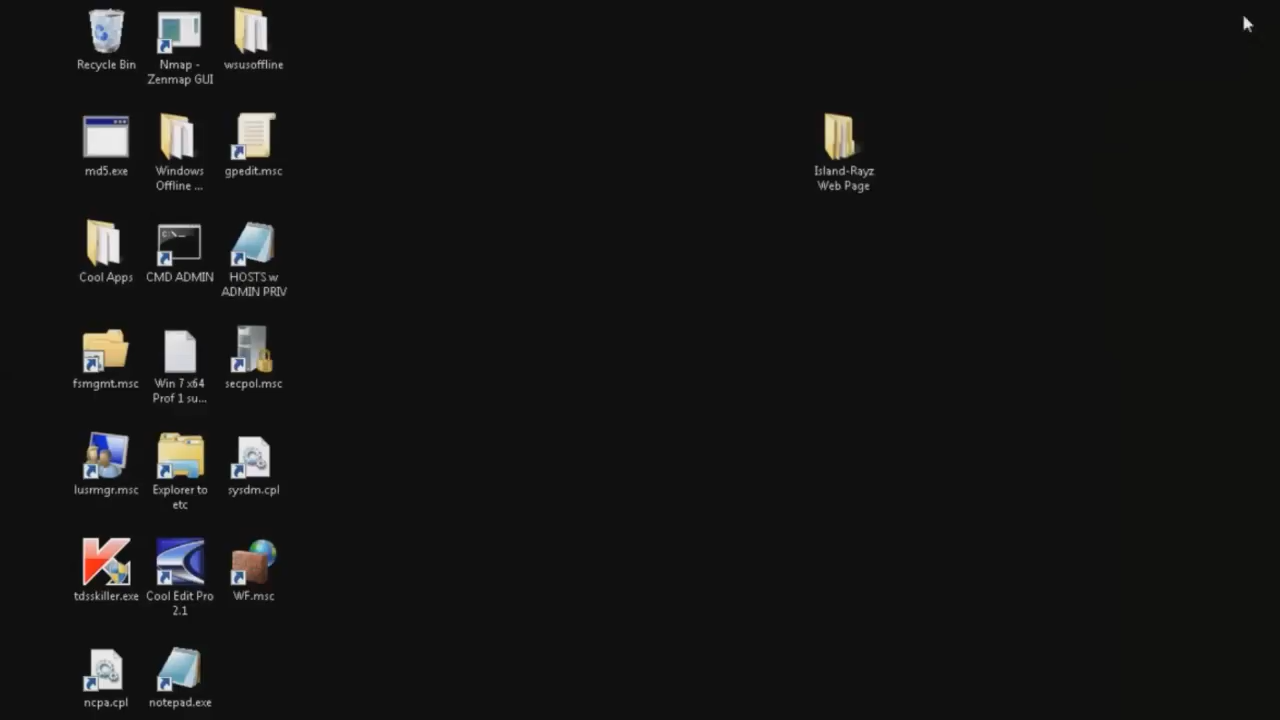 Recycle Bin
Nmap -
Zenmap GUI
wsusoffline
md5.exe
Windows
Offline ...
gpedit.msc
Island-Rayz
Web Page
Cool Apps
CMD ADMIN
HOSTS w
ADMIN PRIV
fsmgmt.msc
Win 7 x64
Prof 1 su...
secpol.msc
lusrmgr.msc
Explorer to
etc
sysdm.cpl
tdsskiller.exe
Cool Edit Pro
2.1
WF.msc
ncpa.cpl
notepad.exe